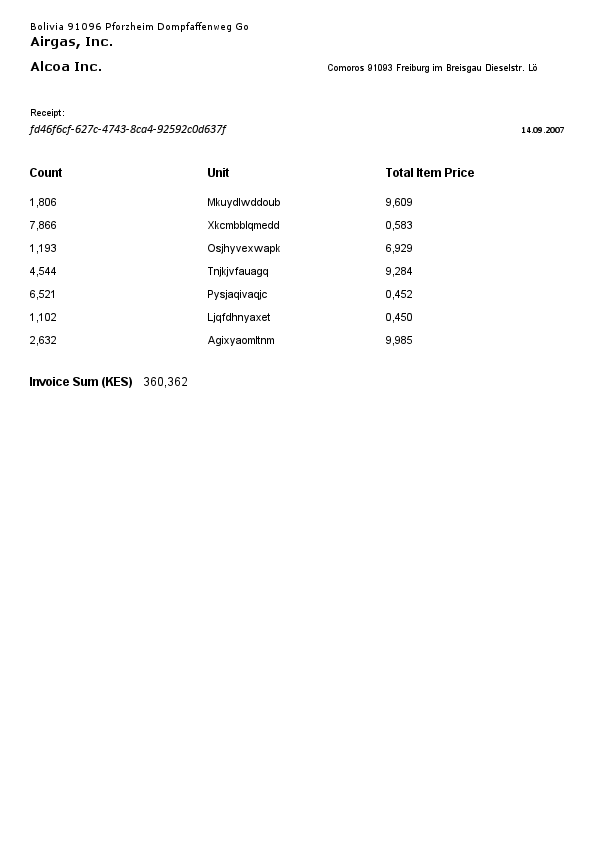 Bolivia 91096 Pforzheim Dompfaffenweg Go
Airgas, Inc.
Alcoa Inc. Comoros 91093 Freiburg im Breisgau Dieselstr. Lö
Receipt:
fd46f6cf-627c-4743-8ca4-92592c0d637f 14.09.2007
Count Unit Total Item Price
1,806 Mkuydlwddoub 9,609
7,866 Xkcmbblqmedd 0,583
1,193 Osjhyvexwapk 6,929
4,544 Tnjkjvfauagq 9,284
6,521 Pysjaqivaqjc 0,452
1,102 Ljqfdhnyaxet 0,450
2,632 Agixyaomltnm 9,985
Invoice Sum (KES) 360,362